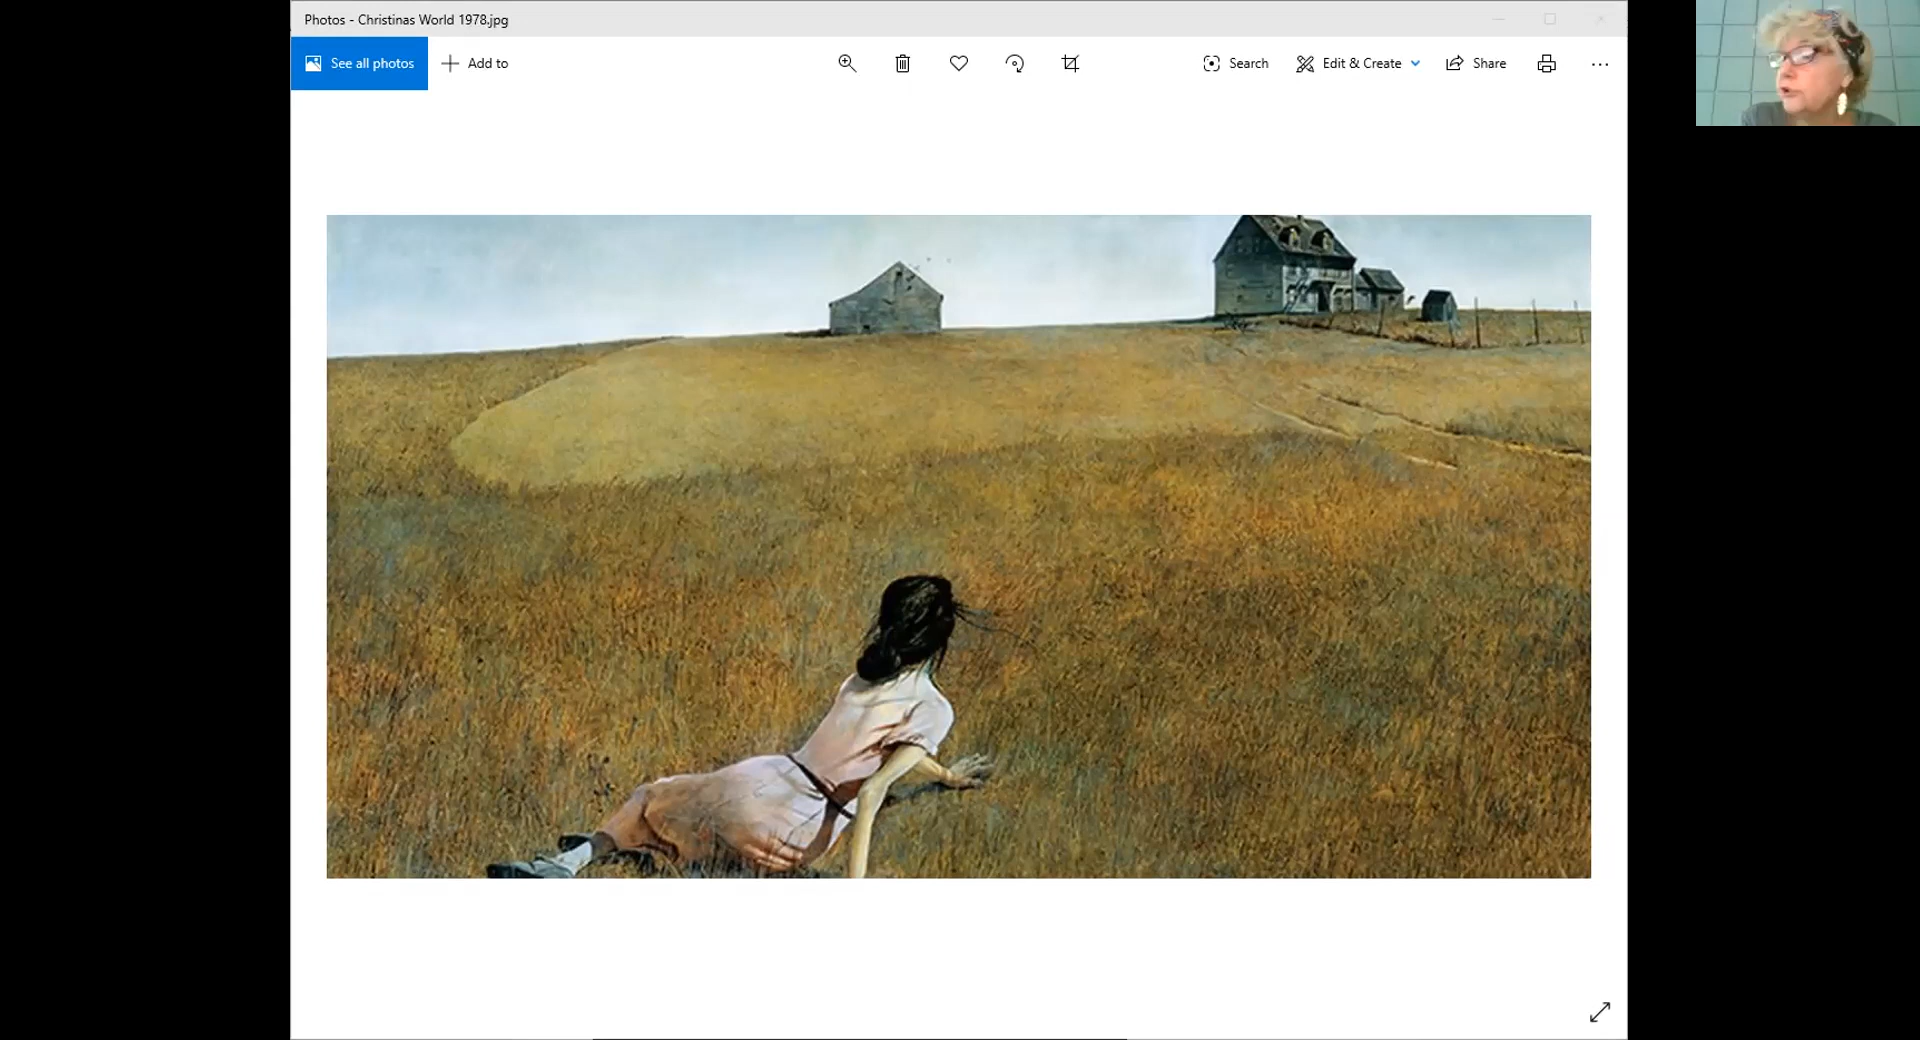 Photos - Christinas World 1978.jpg
See all photos
Add to
Search
Edit & Create
Share